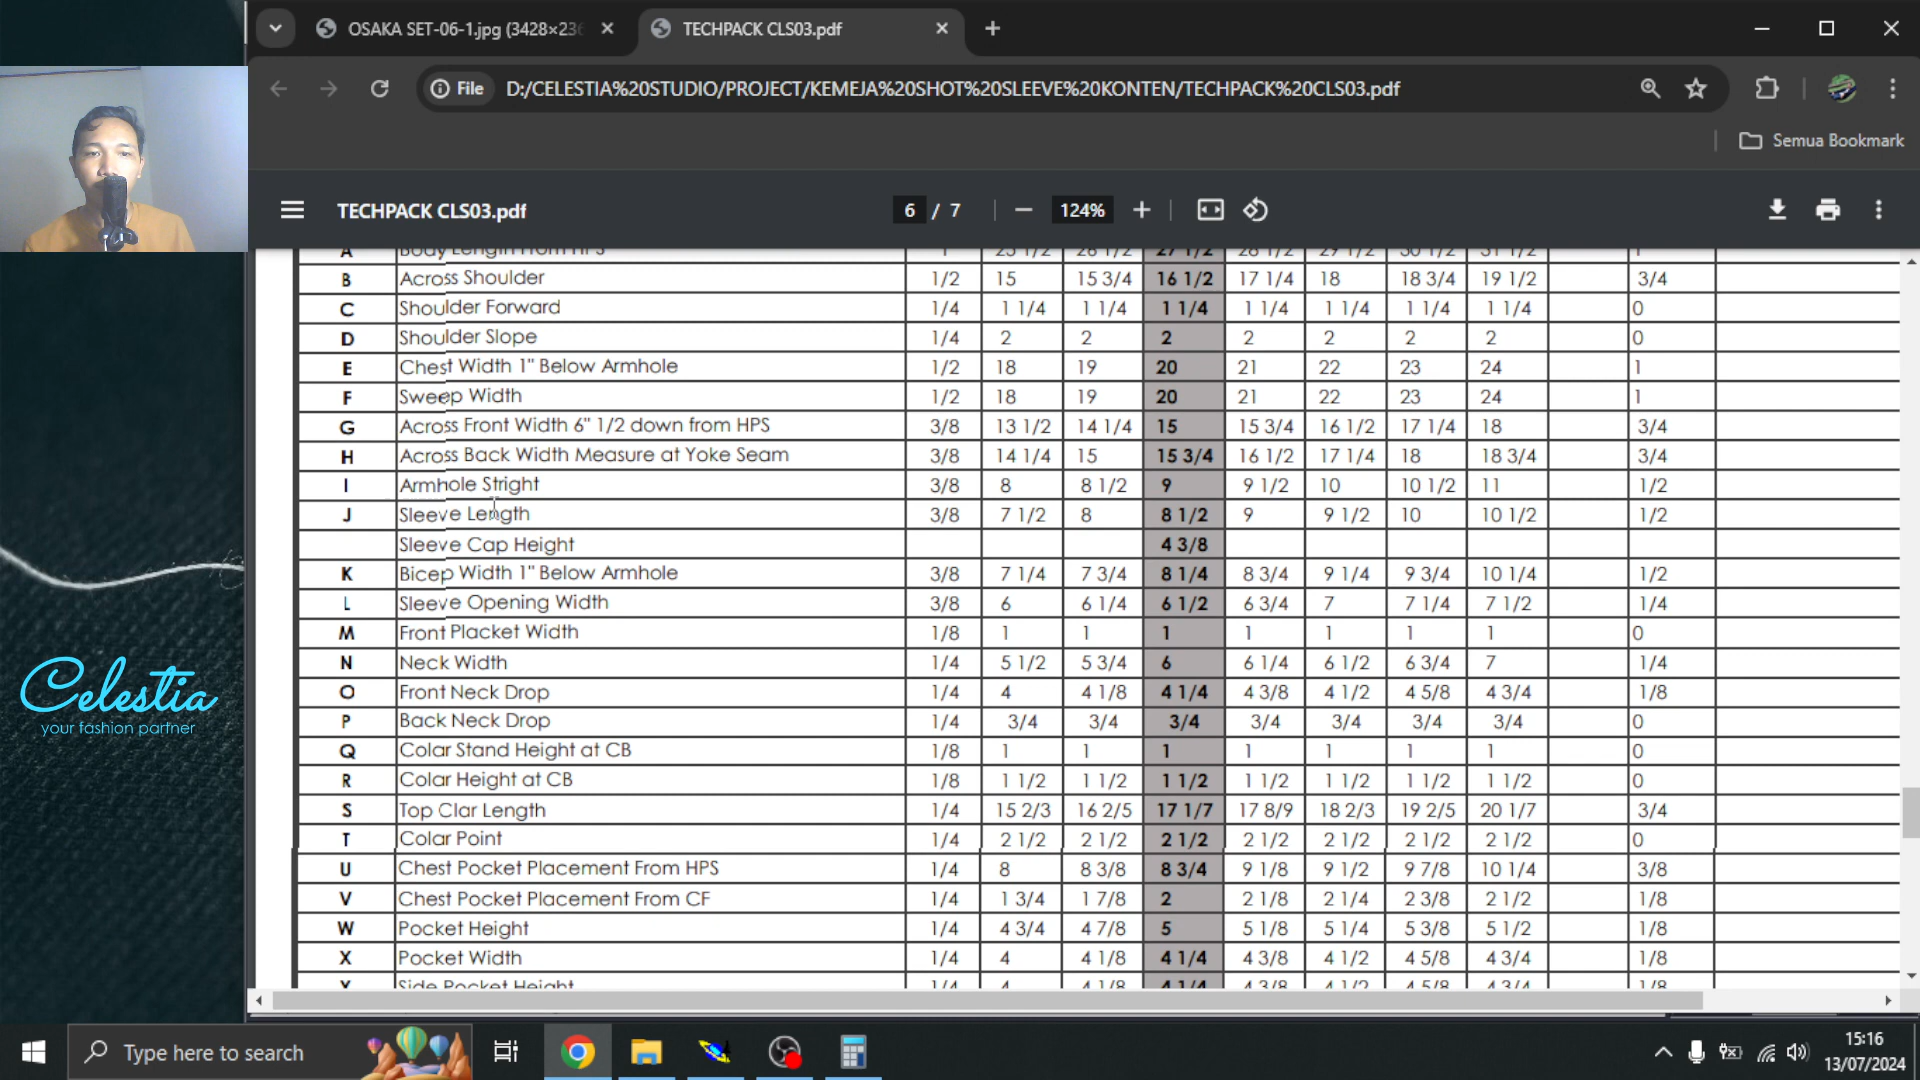 OSAKA SET-06-1.jpg (3428×236
TECHPACK CLS03.pdf
File D:/CELESTIA%20STUDIO/PROJECT/KEMEJA%20SHOT%20SLEEVE%20KONTEN/TECHPACK%20CLS03.pdf
Semua Bookmark
TECHPACK CLS03.pdf 6 / 7 124%
A Body Length From HPS 1 25 1/2 26 1/2 27 1/2 28 1/2 29 1/2 30 1/2 31 1/2 1
B Across Shoulder 1/2 15 15 3/4 16 1/2 17 1/4 18 18 3/4 19 1/2 3/4
C Shoulder Forward 1/4 1 1/4 1 1/4 1 1/4 1 1/4 1 1/4 1 1/4 1 1/4 0
D Shoulder Slope 1/4 2 2 2 2 2 2 2 0
E Chest Width 1" Below Armhole 1/2 18 19 20 21 22 23 24 1
F Sweep Width 1/2 18 19 20 21 22 23 24 1
G Across Front Width 6" 1/2 down from HPS 3/8 13 1/2 14 1/4 15 15 3/4 16 1/2 17 1/4 18 3/4
H Across Back Width Measure at Yoke Seam 3/8 14 1/4 15 15 3/4 16 1/2 17 1/4 18 18 3/4 3/4
I Armhole Stright 3/8 8 8 1/2 9 9 1/2 10 10 1/2 11 1/2
J Sleeve Length 3/8 7 1/2 8 8 1/2 9 9 1/2 10 10 1/2 1/2
Sleeve Cap Height 4 3/8
K Bicep Width 1" Below Armhole 3/8 7 1/4 7 3/4 8 1/4 8 3/4 9 1/4 9 3/4 10 1/4 1/2
L Sleeve Opening Width 3/8 6 6 1/4 6 1/2 6 3/4 7 7 1/4 7 1/2 1/4
M Front Placket Width 1/8 1 1 1 1 1 1 1 0
N Neck Width 1/4 5 1/2 5 3/4 6 6 1/4 6 1/2 6 3/4 7 1/4
O Front Neck Drop 1/4 4 4 1/8 4 1/4 4 3/8 4 1/2 4 5/8 4 3/4 1/8
P Back Neck Drop 1/4 3/4 3/4 3/4 3/4 3/4 3/4 3/4 0
Q Colar Stand Height at CB 1/8 1 1 1 1 1 1 1 0
R Colar Height at CB 1/8 1 1/2 1 1/2 1 1/2 1 1/2 1 1/2 1 1/2 1 1/2 0
S Top Clar Length 1/4 15 2/3 16 2/5 17 1/7 17 8/9 18 2/3 19 2/5 20 1/7 3/4
T Colar Point 1/4 2 1/2 2 1/2 2 1/2 2 1/2 2 1/2 2 1/2 2 1/2 0
U Chest Pocket Placement From HPS 1/4 8 8 3/8 8 3/4 9 1/8 9 1/2 9 7/8 10 1/4 3/8
V Chest Pocket Placement From CF 1/4 1 3/4 1 7/8 2 2 1/8 2 1/4 2 3/8 2 1/2 1/8
W Pocket Height 1/4 4 3/4 4 7/8 5 5 1/8 5 1/4 5 3/8 5 1/2 1/8
X Pocket Width 1/4 4 4 1/8 4 1/4 4 3/8 4 1/2 4 5/8 4 3/4 1/8
Y Side Pocket Height 1/4 4 4 1/8 4 1/4 4 3/8 4 1/2 4 5/8 4 3/4 1/8
Celestia
your fashion partner
Type here to search
15:16
13/07/2024